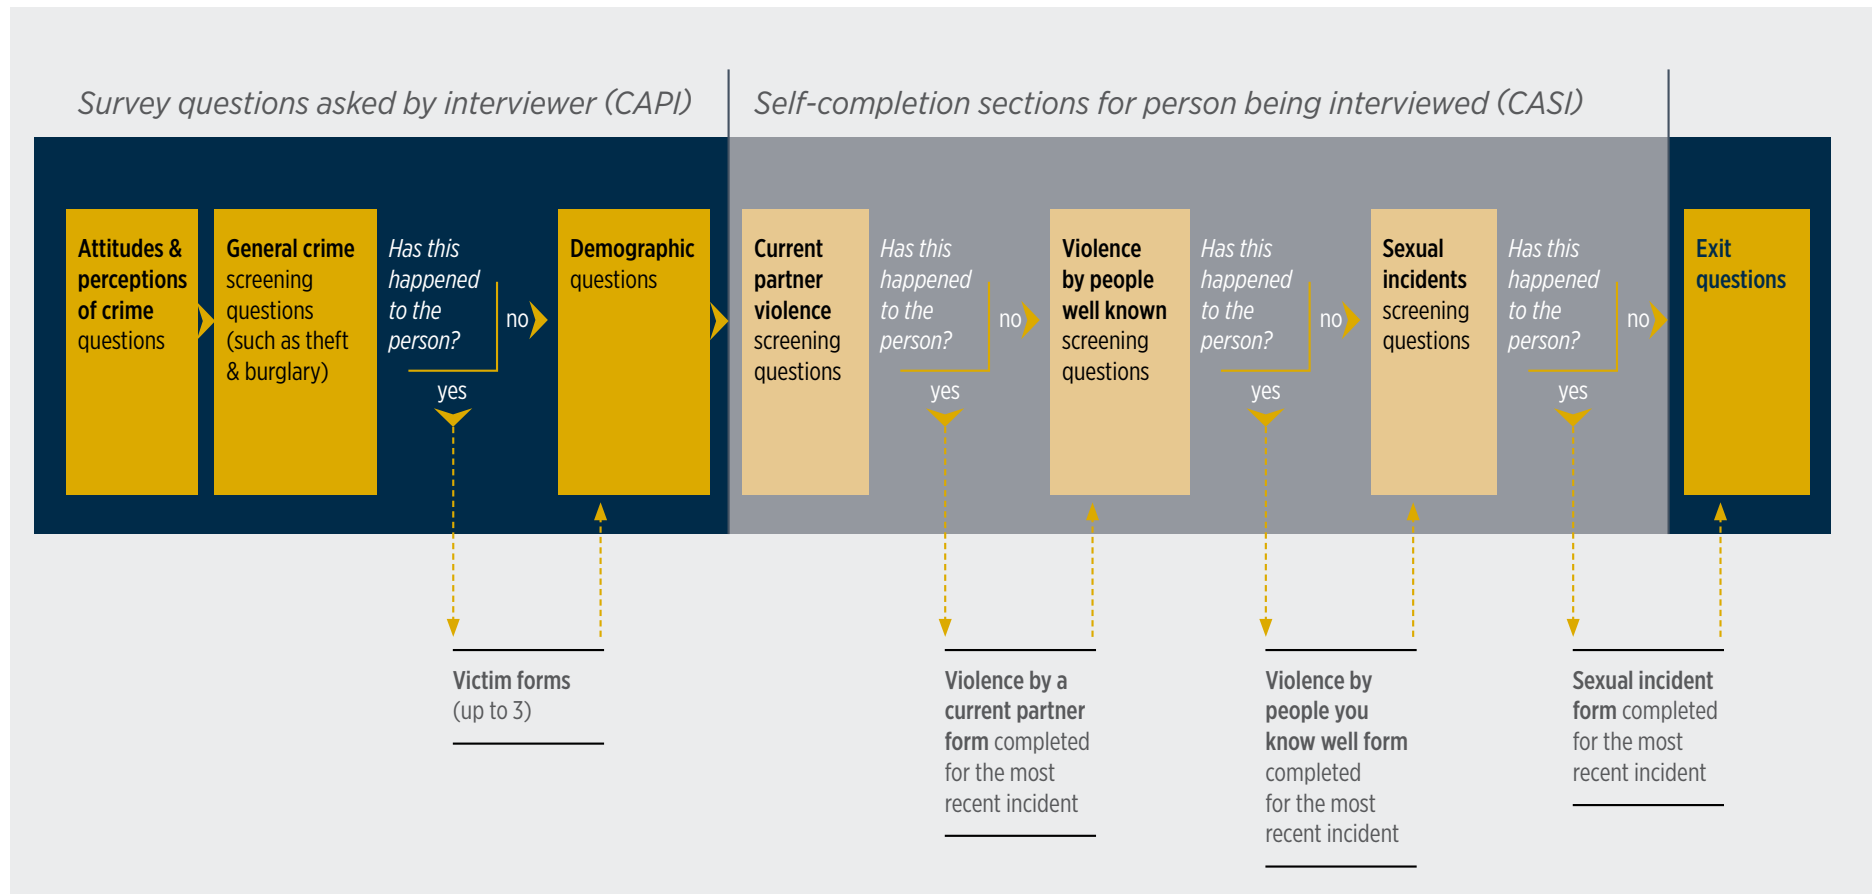 Survey questions asked by interviewer (CAPI)
Self-completion sections for person being interviewed (CASI)
Attitudes &
perceptions
of crime
questions
General crime
screening
questions
(such as theft
& burglary)
Has this
happened
to the
person?
no
yes
Demographic
questions
Current
partner
violence
screening
questions
Has this
happened
to the
person?
no
yes
Violence
by people
well known
screening
questions
Has this
happened
to the
person?
no
yes
Sexual
incidents
screening
questions
Has this
happened
to the
person?
no
yes
Exit
questions
Victim forms
(up to 3)
Violence by a
current partner
form completed
for the most
recent incident
Violence by
people you
know well form
completed
for the most
recent incident
Sexual incident
form completed
for the most
recent incident